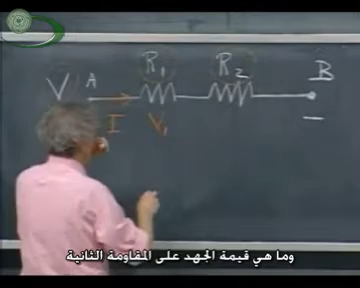 R1 R2
V A B
I V1 −
وما هي قيمة الجهد على المقاومة الثانية